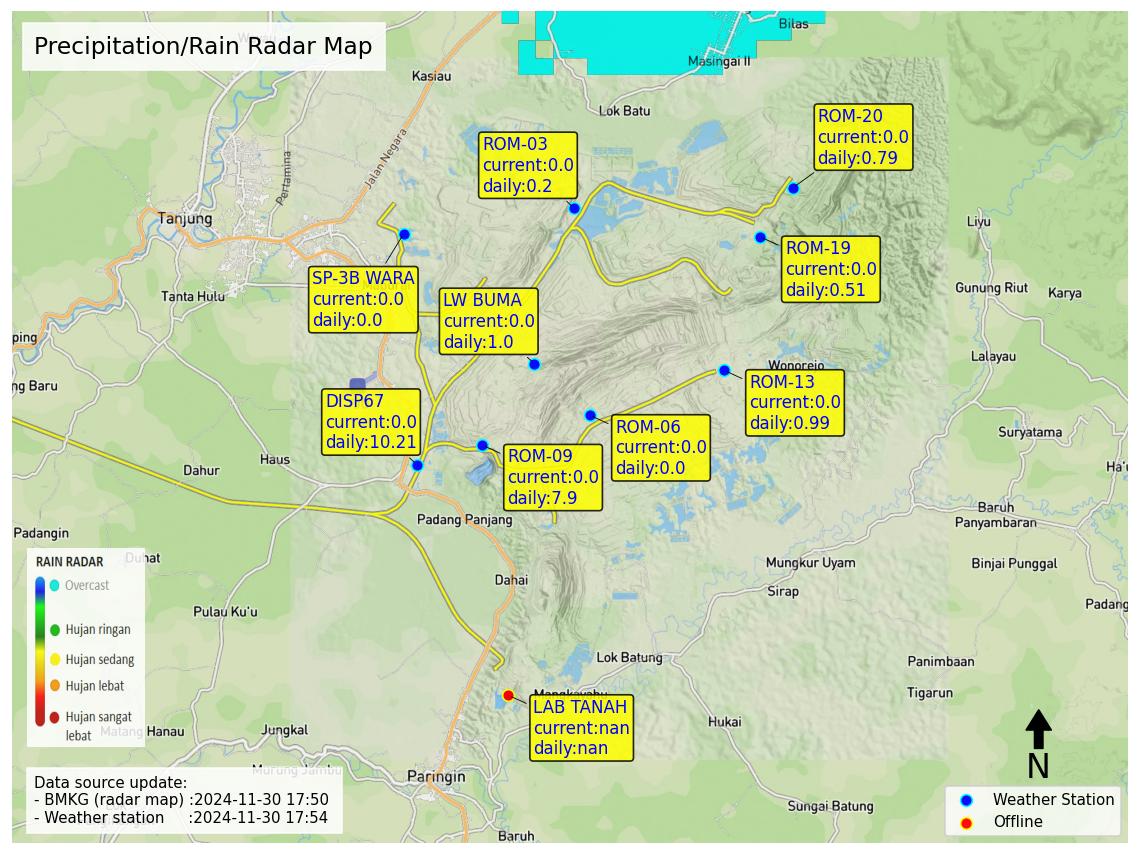 Precipitation/Rain Radar Map
Bilas
Masingai II
Kasiau
Lok Batu
Jalan Negara
Pertamina
Tanjung
Tanta Hulu
ROM-20
current:0.0
daily:0.79
ROM-03
current:0.0
daily:0.2
ROM-19
current:0.0
daily:0.51
SP-3B WARA
current:0.0
daily:0.0
LW BUMA
current:0.0
daily:1.0
Liyu
Gunung Riut
Karya
Lalayau
Wonorejo
ROM-13
current:0.0
daily:0.99
DISP67
current:0.0
daily:10.21
ROM-06
current:0.0
daily:0.0
ROM-09
current:0.0
daily:7.9
ping
ng Baru
Dahur
Haus
Suryatama
Ha'u
Padang Panjang
Baruh
Panyambaran
Padangin
Duhat
Mungkur Uyam
Binjai Punggal
Dahai
Sirap
Padang
Pulau Ku'u
RAIN RADAR
Overcast
Hujan ringan
Hujan sedang
Hujan lebat
Hujan sangat
lebat
Lok Batung
Panimbaan
Tigarun
Mangkayahu
LAB TANAH
current:nan
daily:nan
Hukai
Matang Hanau
Jungkal
Murung Jambu
Paringin
Sungai Batung
Baruh
Data source update:
- BMKG (radar map) :2024-11-30 17:50
- Weather station :2024-11-30 17:54
N
Weather Station
Offline